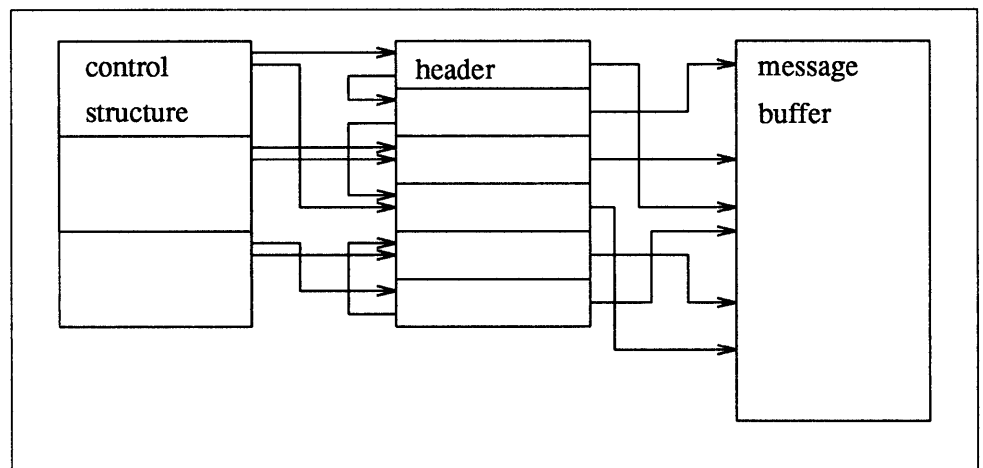 control
structure
header
message
buffer